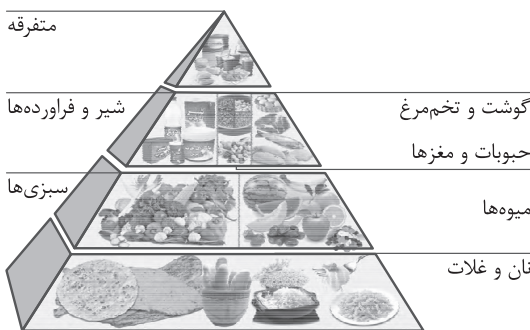 متفرقه
گوشت و تخم‌مرغ
شیر و فراورده‌ها
حبوبات و مغزها
سبزی‌ها
میوه‌ها
نان و غلات